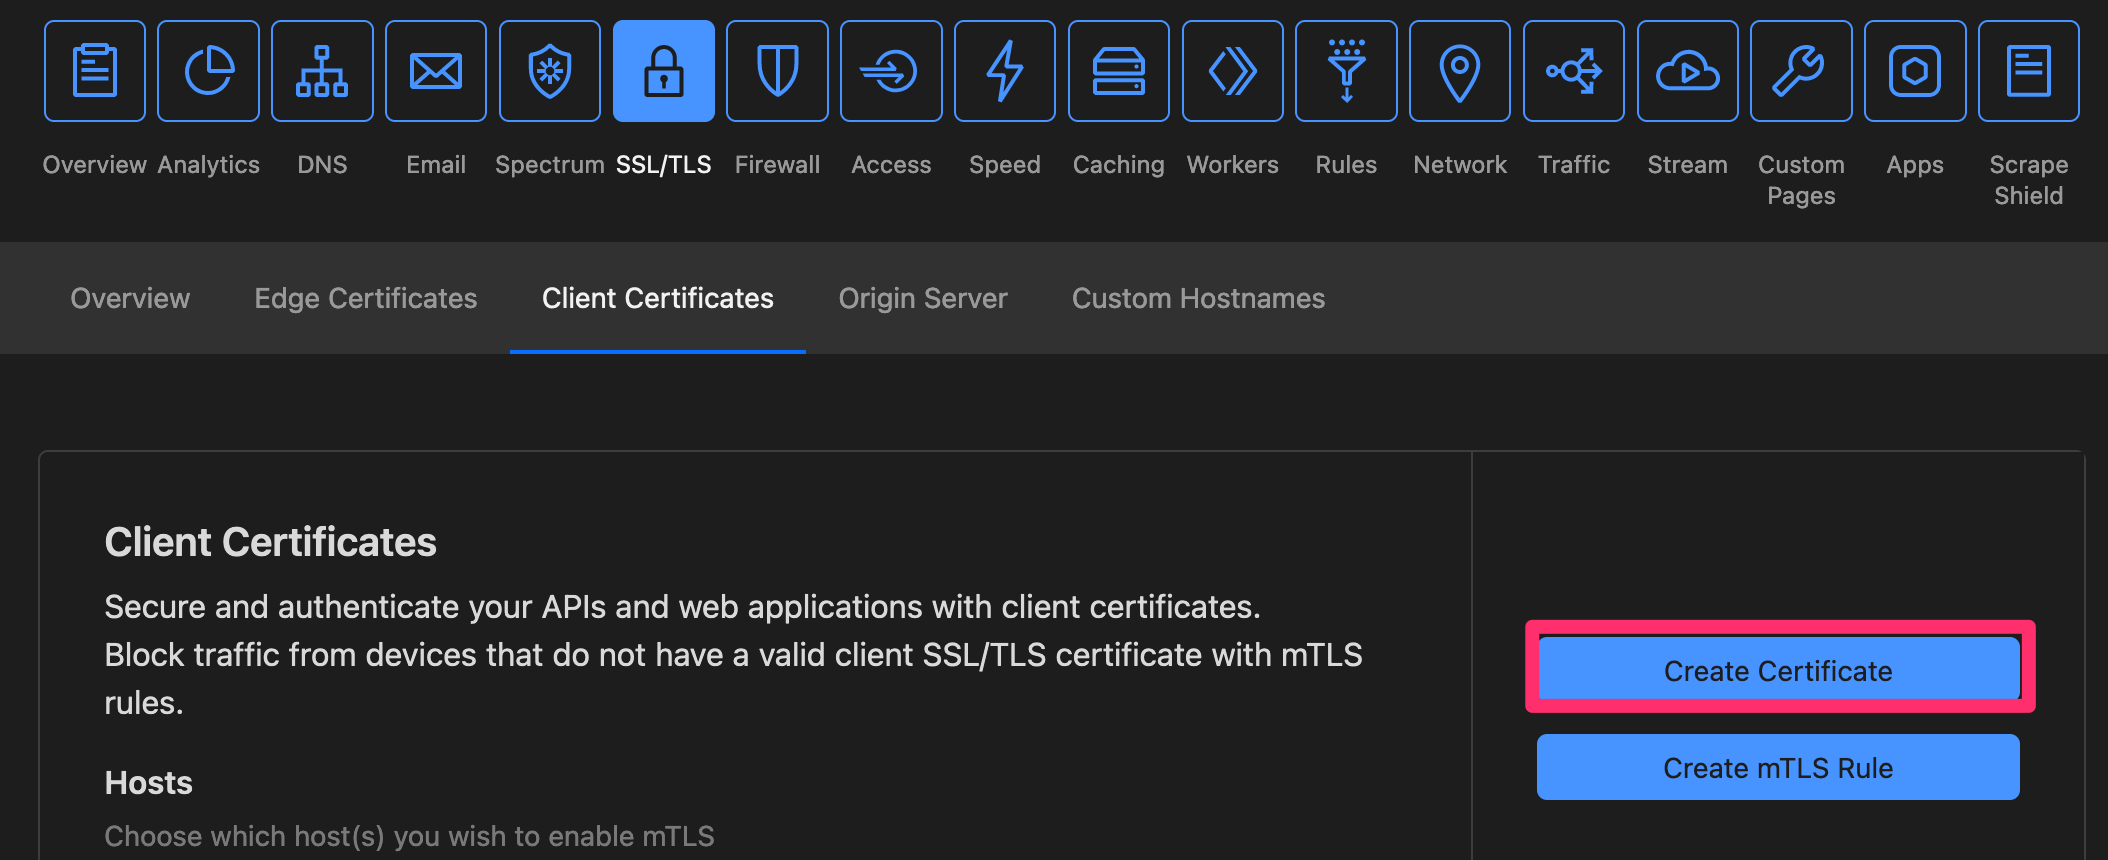 Overview Analytics DNS Email Spectrum SSL/TLS Firewall Access Speed Caching Workers Rules Network Traffic Stream Custom Pages Apps Scrape Shield
Overview Edge Certificates Client Certificates Origin Server Custom Hostnames
Client Certificates
Secure and authenticate your APIs and web applications with client certificates.
Block traffic from devices that do not have a valid client SSL/TLS certificate with mTLS
rules.
Create Certificate
Create mTLS Rule
Hosts
Choose which host(s) you wish to enable mTLS